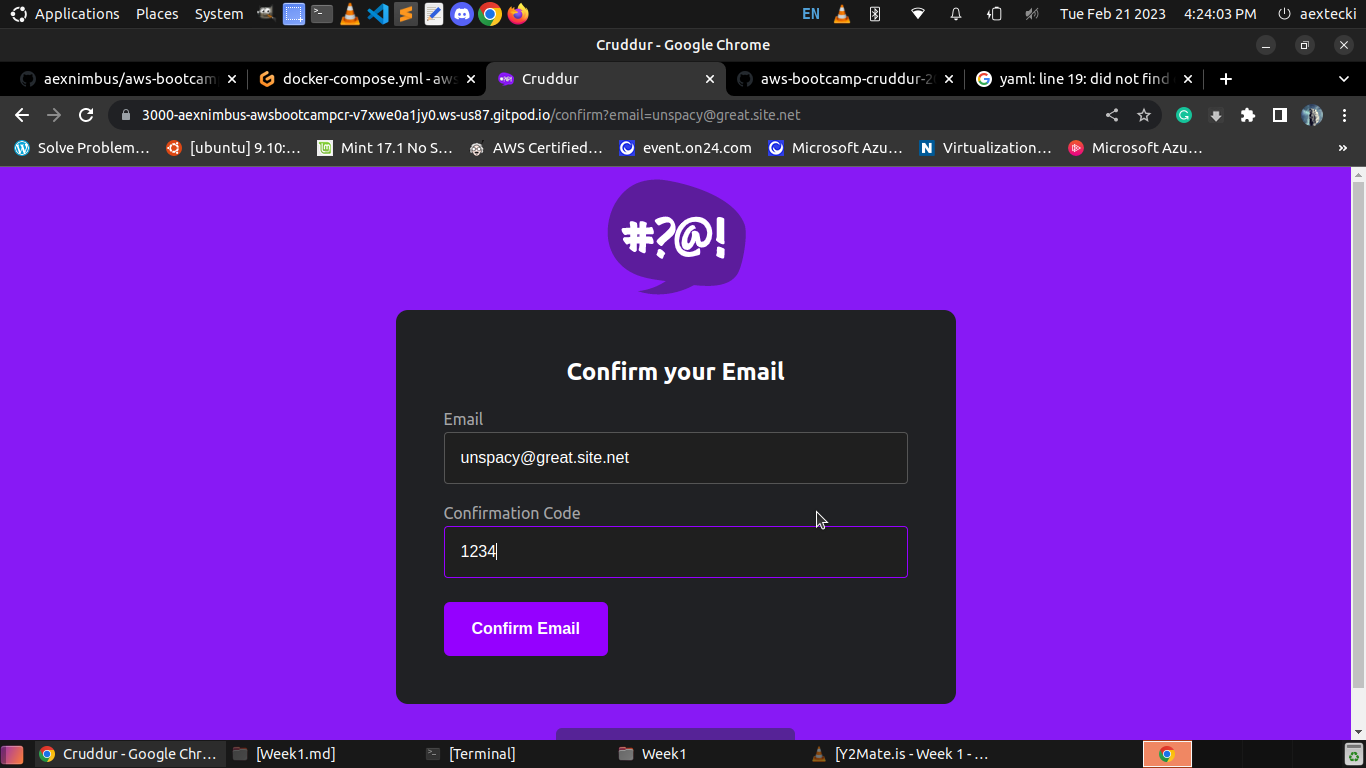 Applications Places System EN Tue Feb 21 2023 4:24:03 PM aextecki
Cruddur - Google Chrome
aexnimbus/aws-bootcam docker-compose.yml - aws Cruddur aws-bootcamp-cruddur-2 yaml: line 19: did not find
3000-aexnimbus-awsbootcampcr-v7xwe0a1jy0.ws-us87.gitpod.io/confirm?email=unspacy@great.site.net
Solve Problem… [ubuntu] 9.10:… Mint 17.1 No S… AWS Certified… event.on24.com Microsoft Azu… Virtualization… Microsoft Azu… »
#?@!
Confirm your Email
Email
unspacy@great.site.net
Confirmation Code
1234
Confirm Email
Cruddur - Google Chr… [Week1.md] [Terminal] Week1 [Y2Mate.is - Week 1 - …